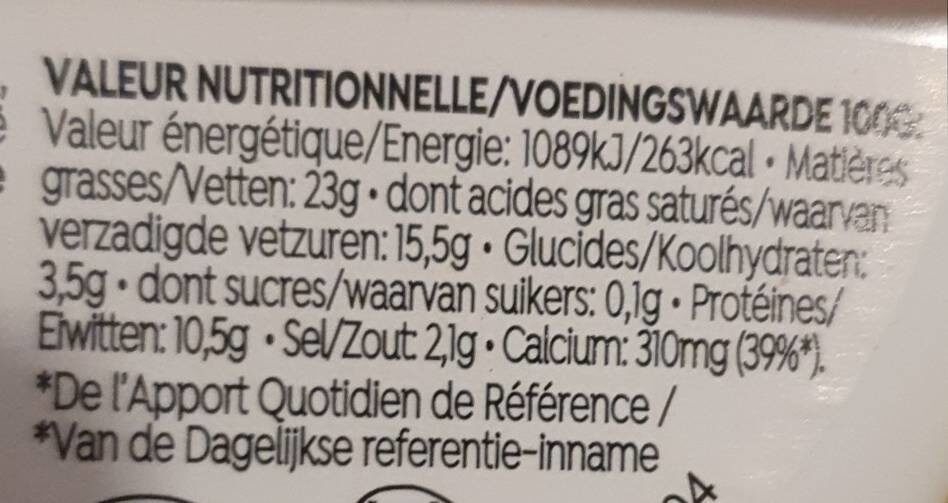 VALEUR NUTRITIONNELLE/VOEDINGSWAARDE 100G:
Valeur énergétique/Energie: 1089kJ/263kcal • Matières
grasses/Vetten: 23g • dont acides gras saturés/waarvan
verzadigde vetzuren: 15,5g • Glucides/Koolhydraten:
3,5g • dont sucres/waarvan suikers: 0,1g • Protéines/
Eiwitten: 10,5g • Sel/Zout: 2,1g • Calcium: 310mg (39%*).
*De l'Apport Quotidien de Référence /
*Van de Dagelijkse referentie-inname